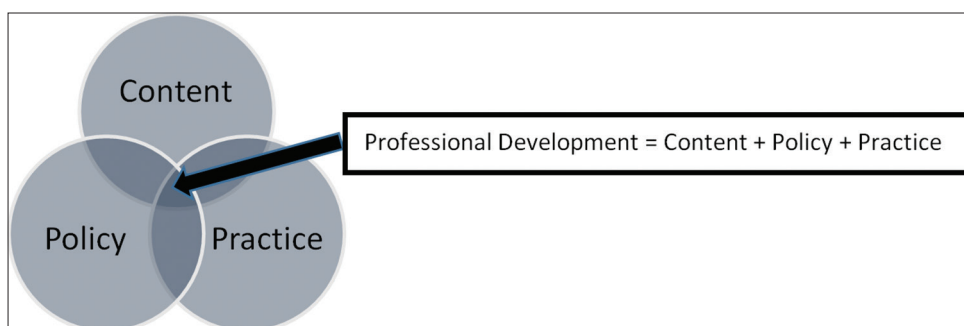 Content
Professional Development = Content + Policy + Practice
Policy
Practice